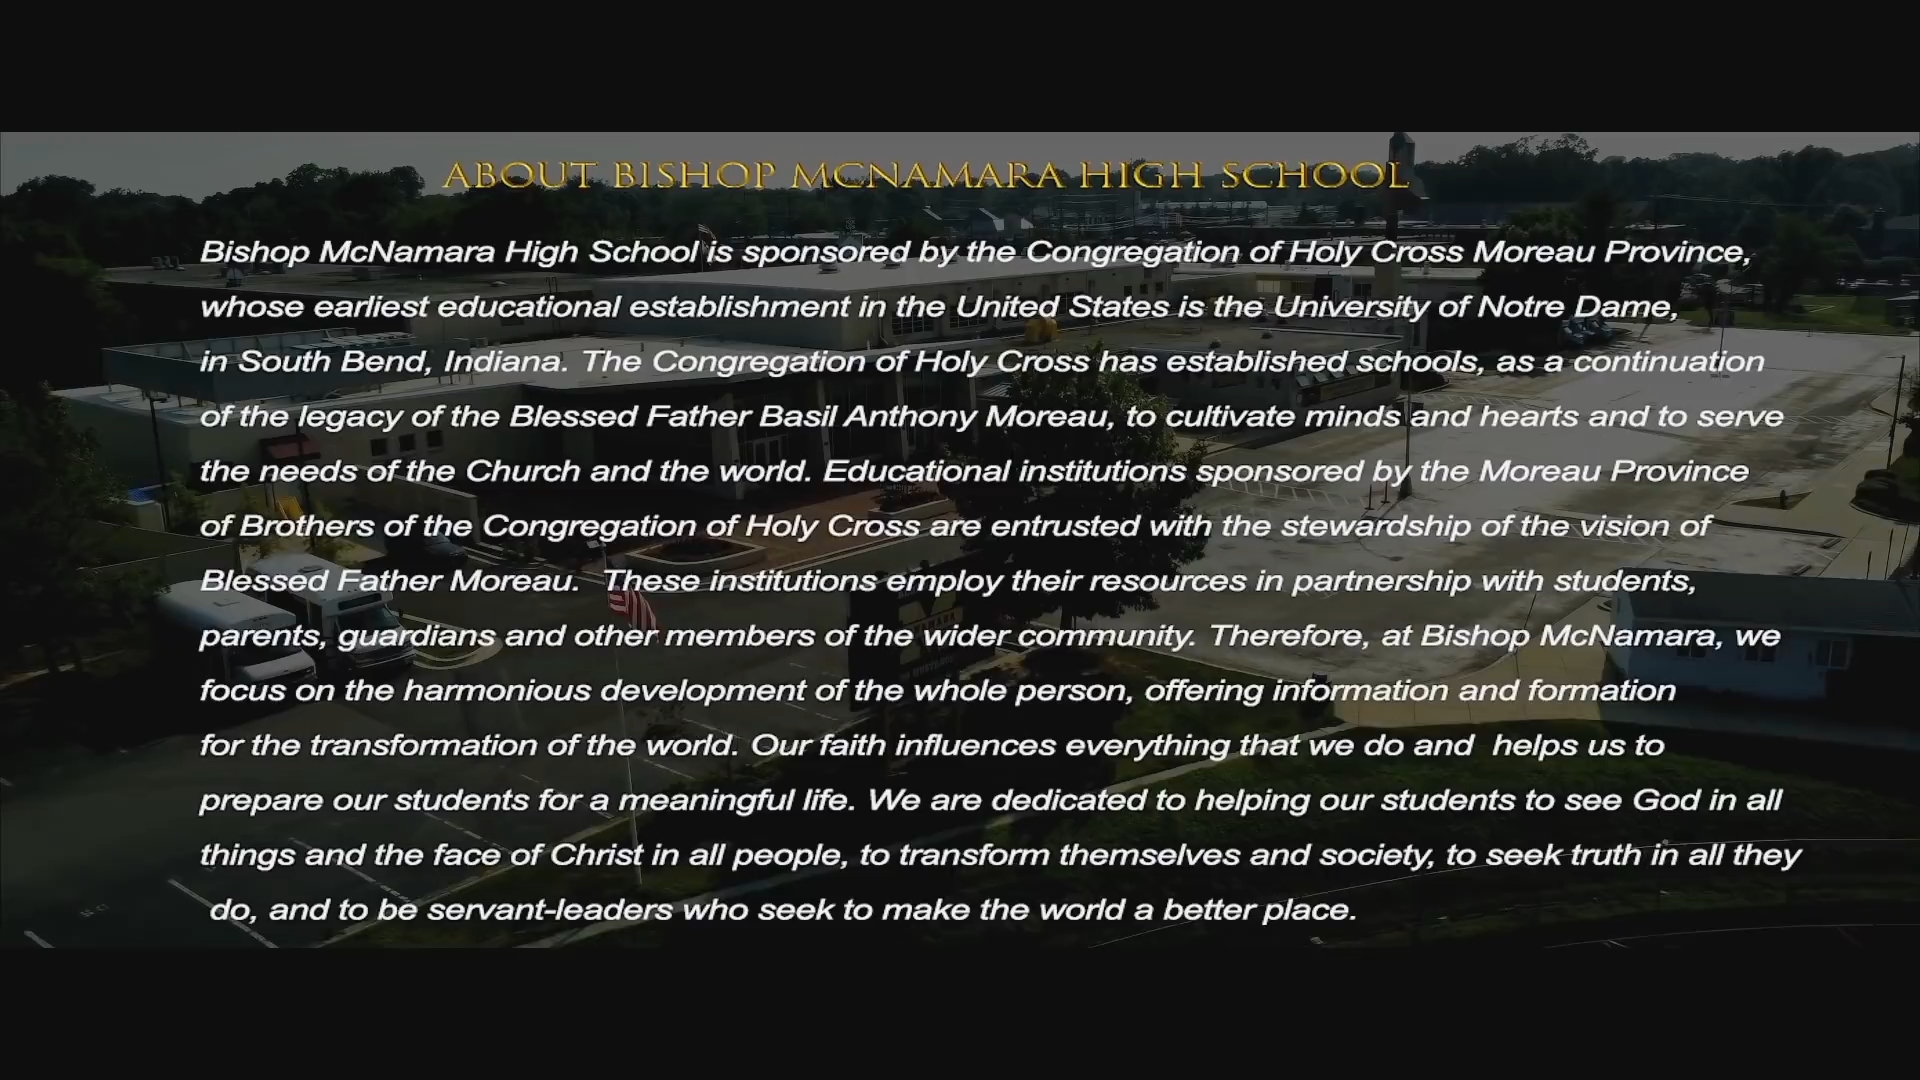 ABOUT BISHOP MCNAMARA HIGH SCHOOL
Bishop McNamara High School is sponsored by the Congregation of Holy Cross Moreau Province,
whose earliest educational establishment in the United States is the University of Notre Dame,
in South Bend, Indiana. The Congregation of Holy Cross has established schools, as a continuation
of the legacy of the Blessed Father Basil Anthony Moreau, to cultivate minds and hearts and to serve
the needs of the Church and the world. Educational institutions sponsored by the Moreau Province
of Brothers of the Congregation of Holy Cross are entrusted with the stewardship of the vision of
Blessed Father Moreau. These institutions employ their resources in partnership with students,
parents, guardians and other members of the wider community. Therefore, at Bishop McNamara, we
focus on the harmonious development of the whole person, offering information and formation
for the transformation of the world. Our faith influences everything that we do and helps us to
prepare our students for a meaningful life. We are dedicated to helping our students to see God in all
things and the face of Christ in all people, to transform themselves and society, to seek truth in all they
do, and to be servant-leaders who seek to make the world a better place.